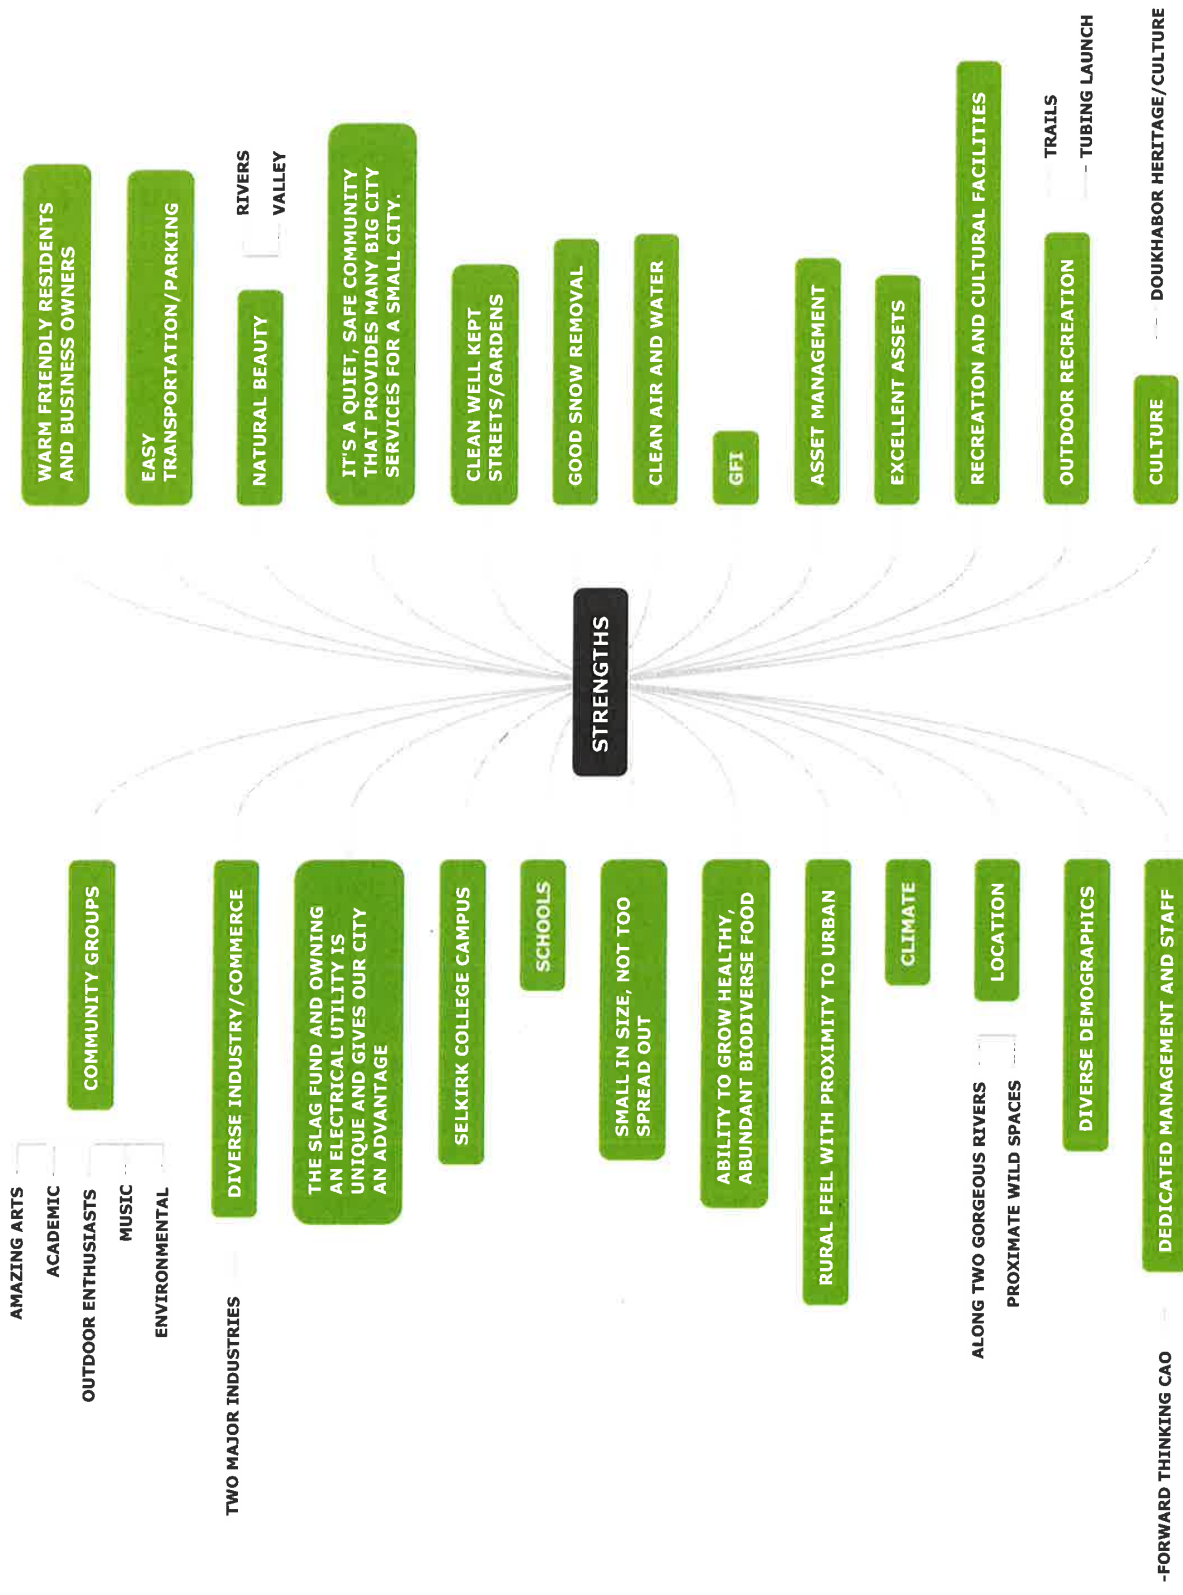 STRENGTHS
AMAZING ARTS
ACADEMIC
OUTDOOR ENTHUSIASTS
MUSIC
ENVIRONMENTAL
COMMUNITY GROUPS
TWO MAJOR INDUSTRIES
DIVERSE INDUSTRY/COMMERCE
THE SLAG FUND AND OWNING
AN ELECTRICAL UTILITY IS
UNIQUE AND GIVES OUR CITY
AN ADVANTAGE
SELKIRK COLLEGE CAMPUS
SCHOOLS
SMALL IN SIZE, NOT TOO
SPREAD OUT
ABILITY TO GROW HEALTHY,
ABUNDANT BIODIVERSE FOOD
RURAL FEEL WITH PROXIMITY TO URBAN
CLIMATE
LOCATION
ALONG TWO GORGEOUS RIVERS
PROXIMATE WILD SPACES
DIVERSE DEMOGRAPHICS
DEDICATED MANAGEMENT AND STAFF
-FORWARD THINKING CAO
WARM FRIENDLY RESIDENTS
AND BUSINESS OWNERS
EASY
TRANSPORTATION/PARKING
NATURAL BEAUTY
RIVERS
VALLEY
IT'S A QUIET, SAFE COMMUNITY
THAT PROVIDES MANY BIG CITY
SERVICES FOR A SMALL CITY.
CLEAN WELL KEPT
STREETS/GARDENS
GOOD SNOW REMOVAL
CLEAN AIR AND WATER
GFI
ASSET MANAGEMENT
EXCELLENT ASSETS
RECREATION AND CULTURAL FACILITIES
OUTDOOR RECREATION
TRAILS
TUBING LAUNCH
CULTURE
DOUKHABOR HERITAGE/CULTURE